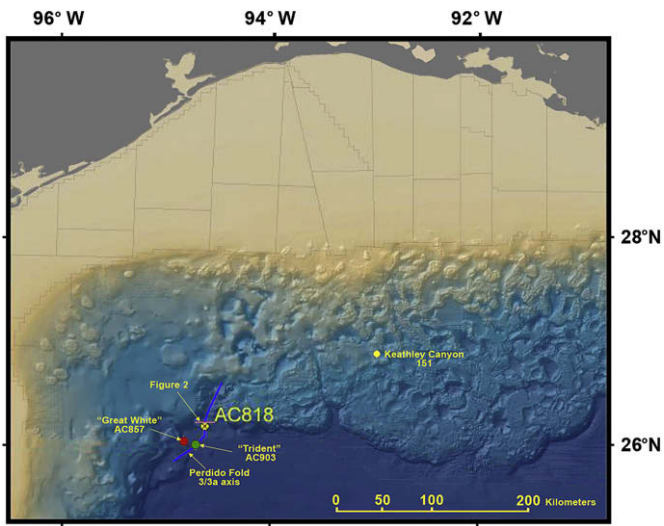 96° W
94° W
92° W
28° N
Keathley Canyon
151
Figure 2
AC818
"Great White"
AC857
26° N
"Trident"
AC903
Perdido Fold
3/3a axis
0 50 100 200 Kilometers